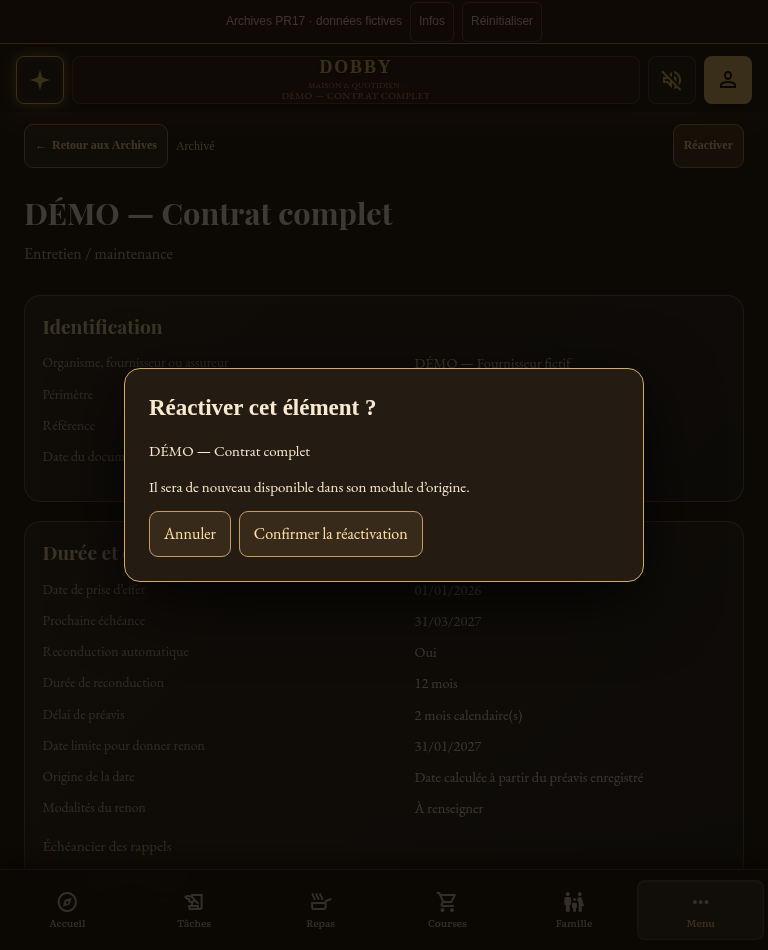 Archives PR17 · données fictives Infos Réinitialiser
DOBBY
MAISON & QUOTIDIEN
DÉMO — CONTRAT COMPLET
← Retour aux Archives Archivé Réactiver
DÉMO — Contrat complet
Entretien / maintenance
Identification
Organisme, fournisseur ou assureur DÉMO — Fournisseur fictif
Périmètre
Référence
Date du docum
Réactiver cet élément ?
DÉMO — Contrat complet
Il sera de nouveau disponible dans son module d’origine.
Annuler Confirmer la réactivation
Durée et
Date de prise d’effet 01/01/2026
Prochaine échéance 31/03/2027
Reconduction automatique Oui
Durée de reconduction 12 mois
Délai de préavis 2 mois calendaire(s)
Date limite pour donner renon 31/01/2027
Origine de la date Date calculée à partir du préavis enregistré
Modalités du renon À renseigner
Échéancier des rappels
Accueil Tâches Repas Courses Famille Menu